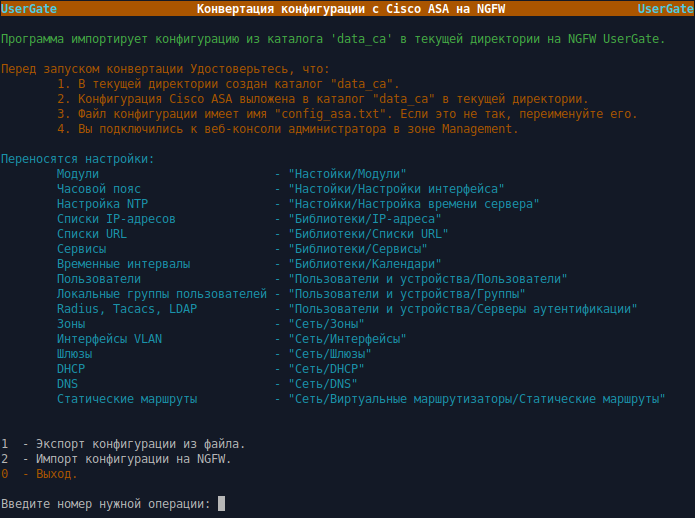 UserGate Конвертация конфигурации с Cisco ASA на NGFW UserGate
Программа импортирует конфигурацию из каталога 'data_ca' в текущей директории на NGFW UserGate.
Перед запуском конвертации Удостоверьтесь, что:
1. В текущей директории создан каталог "data_ca".
2. Конфигурация Cisco ASA выложена в каталог "data_ca" в текущей директории.
3. Файл конфигурации имеет имя "config_asa.txt". Если это не так, переименуйте его.
4. Вы подключились к веб-консоли администратора в зоне Management.
Переносятся настройки:
Модули - "Настойки/Модули"
Часовой пояс - "Настойки/Настройки интерфейса"
Настройка NTP - "Настойки/Настройка времени сервера"
Списки IP-адресов - "Библиотеки/IP-адреса"
Списки URL - "Библиотеки/Списки URL"
Сервисы - "Библиотеки/Сервисы"
Временные интервалы - "Библиотеки/Календари"
Пользователи - "Пользователи и устройства/Пользователи"
Локальные группы пользователей - "Пользователи и устройства/Группы"
Radius, Tacacs, LDAP - "Пользователи и устройства/Серверы аутентификации"
Зоны - "Сеть/Зоны"
Интерфейсы VLAN - "Сеть/Интерфейсы"
Шлюзы - "Сеть/Шлюзы"
DHCP - "Сеть/DHCP"
DNS - "Сеть/DNS"
Статические маршруты - "Сеть/Виртуальные маршрутизаторы/Статические маршруты"
1 - Экспорт конфигурации из файла.
2 - Импорт конфигурации на NGFW.
0 - Выход.
Введите номер нужной операции: